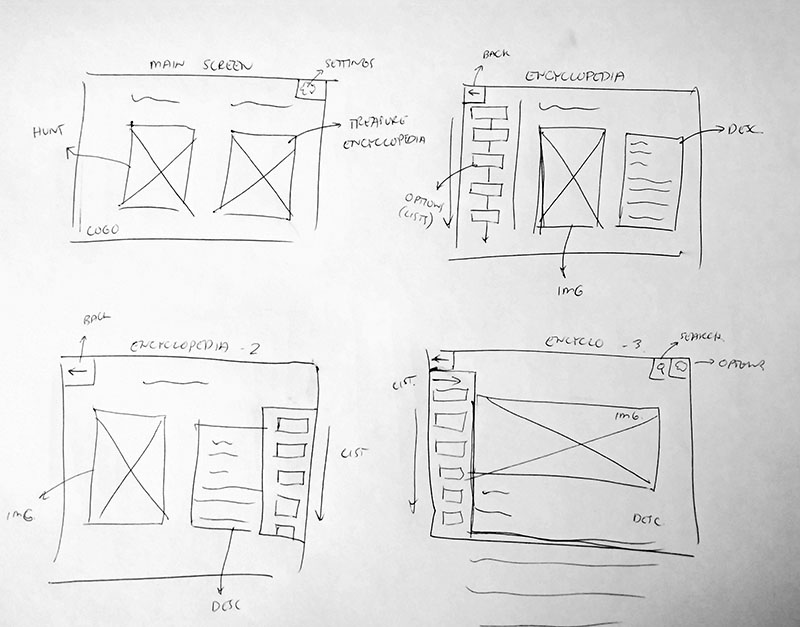 MAIN SCREEN
SETTINGS
HUNT
TREASURE
ENCYCLOPEDIA
LOGO
BACK
ENCYCLOPEDIA
DESC
OPTIONS
(LISTS)
IMG
BACK
ENCYCLOPEDIA - 2
LIST
IMG
DESC
ENCYCLO - 3
SEARCH
OPTIONS
LIST
IMG
DESC